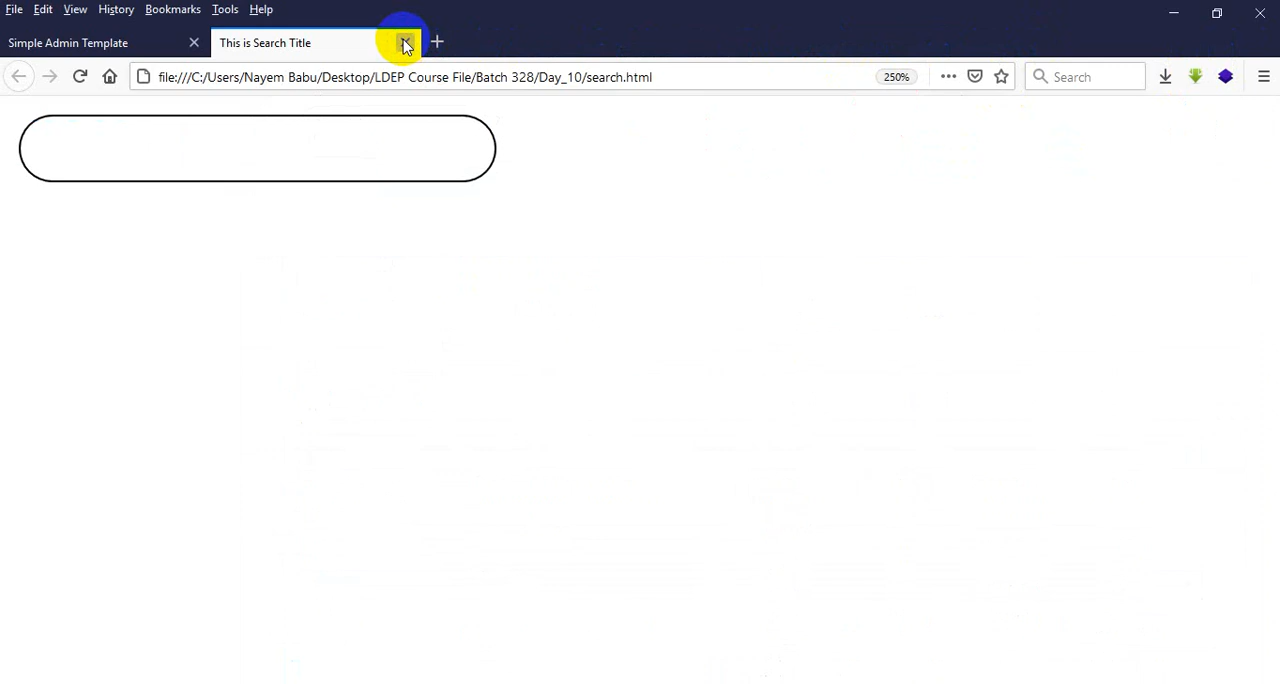 File Edit View History Bookmarks Tools Help
Simple Admin Template This is Search Title
file:///C:/Users/Nayem Babu/Desktop/LDEP Course File/Batch 328/Day_10/search.html 250% Search